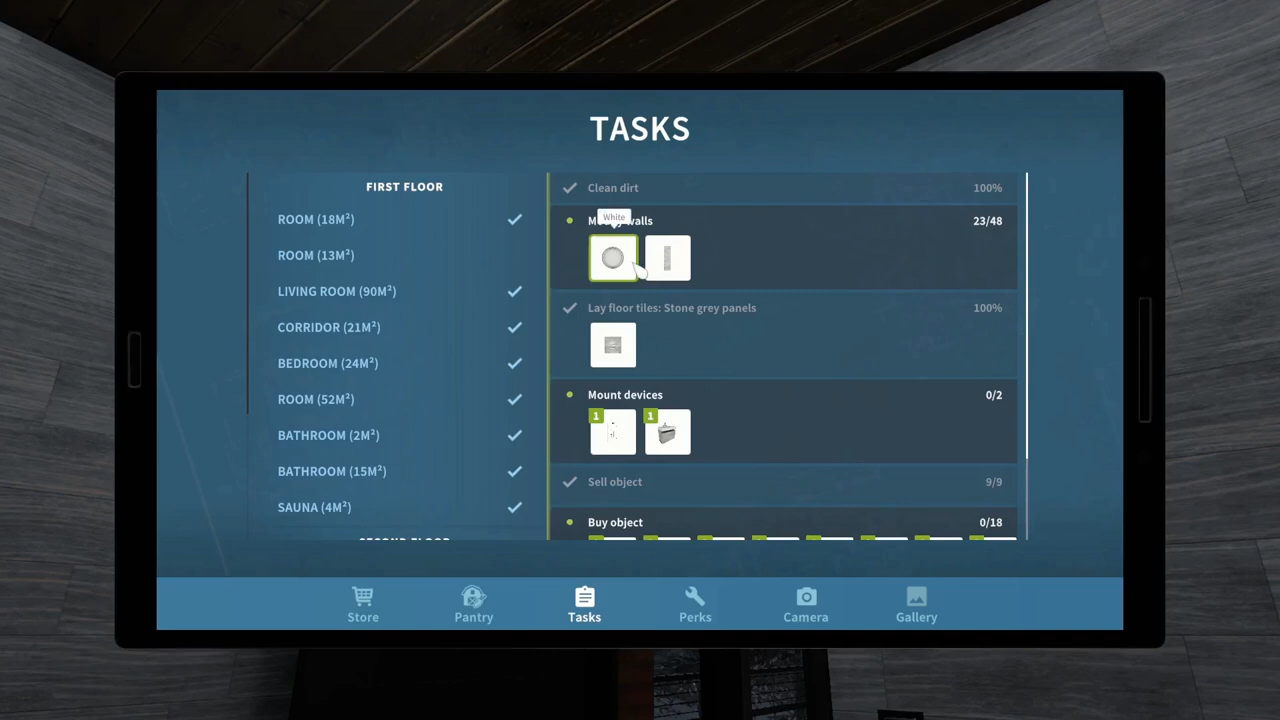 TASKS
FIRST FLOOR
ROOM (18M²)
ROOM (13M²)
LIVING ROOM (90M²)
CORRIDOR (21M²)
BEDROOM (24M²)
ROOM (52M²)
BATHROOM (2M²)
BATHROOM (15M²)
SAUNA (4M²)
Clean dirt 100%
White
walls 23/48
Lay floor tiles: Stone grey panels 100%
Mount devices 0/2
1 1
Sell object 9/9
Buy object 0/18
Store Pantry Tasks Perks Camera Gallery